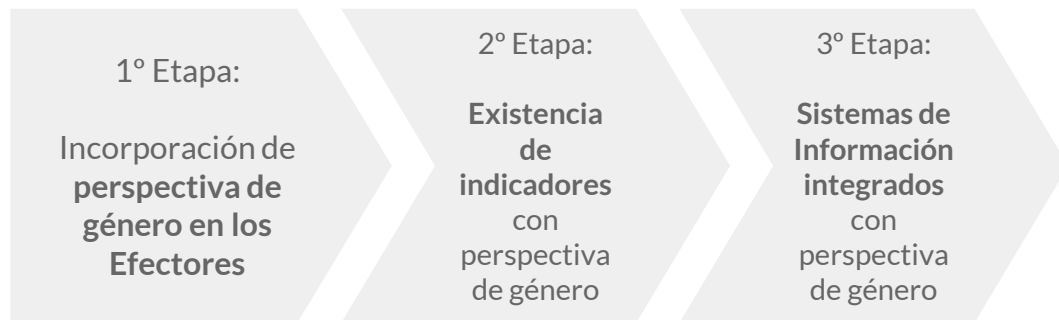 1º Etapa:
Incorporación de
perspectiva de
género en los
Efectores
2º Etapa:
Existencia
de
indicadores
con
perspectiva
de género
3º Etapa:
Sistemas de
Información
integrados
con
perspectiva
de género